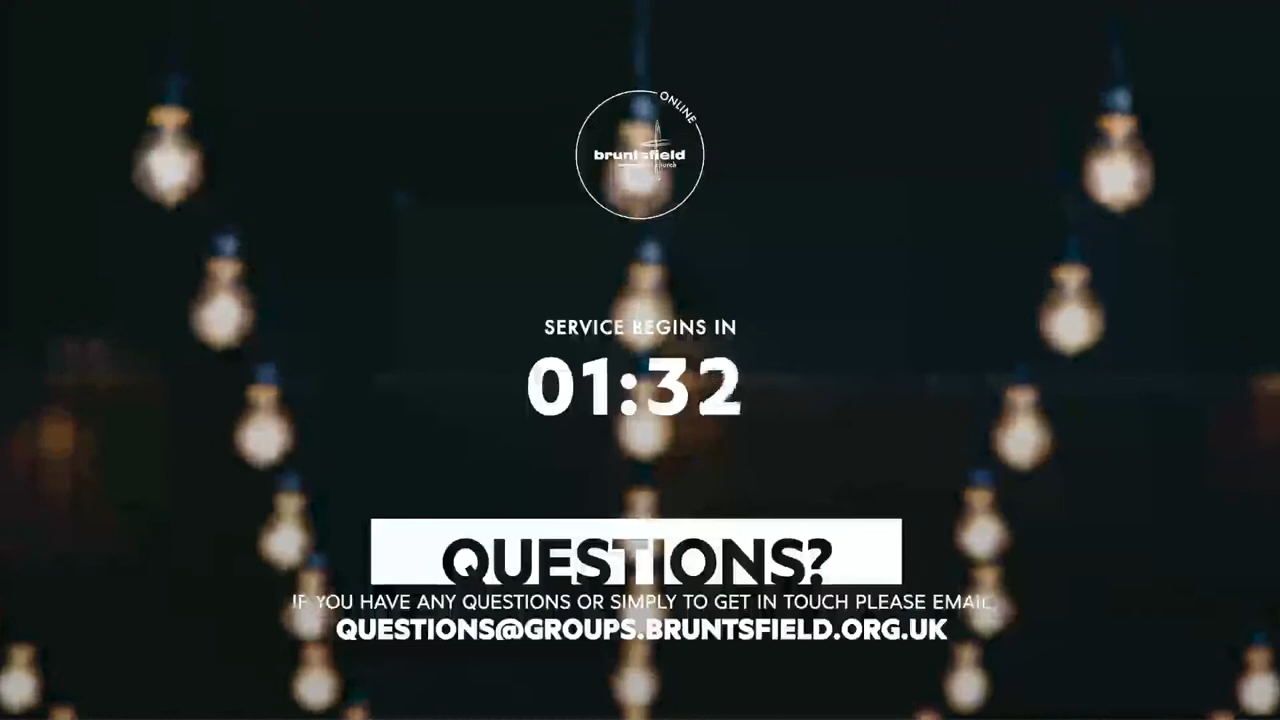 ONLINE
bruntsfield
church
SERVICE BEGINS IN
01:32
QUESTIONS?
IF YOU HAVE ANY QUESTIONS OR SIMPLY TO GET IN TOUCH PLEASE EMAIL
QUESTIONS@GROUPS.BRUNTSFIELD.ORG.UK